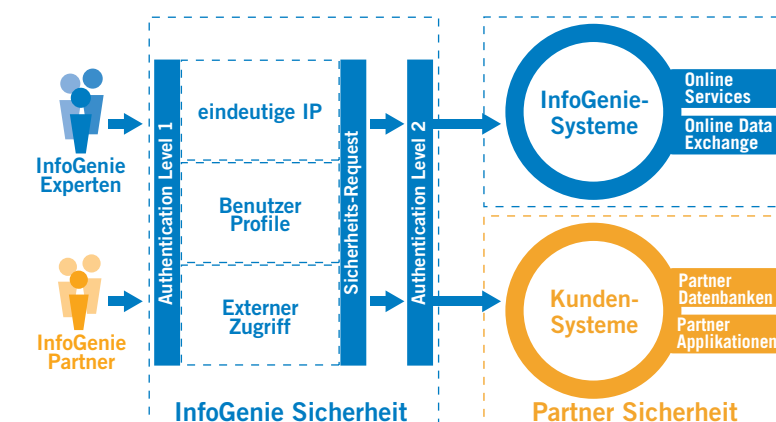 InfoGenie
Experten
InfoGenie
Partner
Authentication Level 1
eindeutige IP
Benutzer
Profile
Externer
Zugriff
Sicherheits-Request
Authentication Level 2
InfoGenie Sicherheit
InfoGenie-
Systeme
Online
Services
Online Data
Exchange
Kunden-
Systeme
Partner
Datenbanken
Partner
Applikationen
Partner Sicherheit